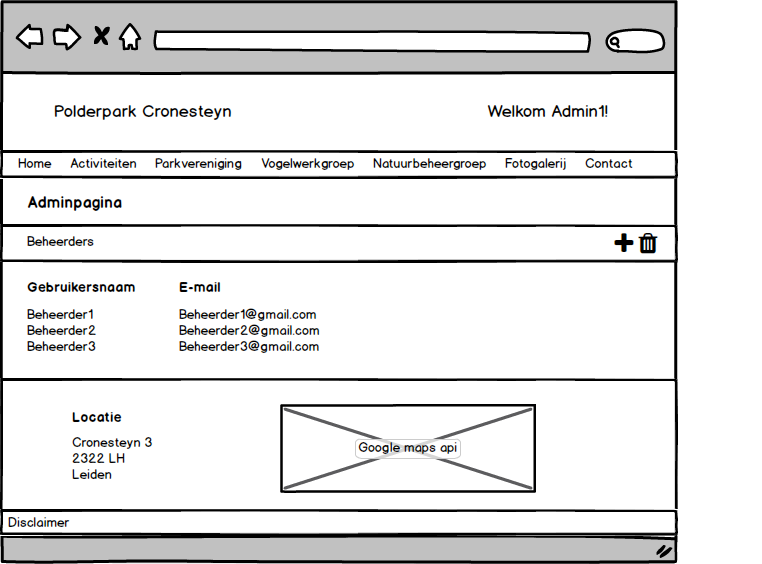 Polderpark Cronesteyn Welkom Admin1!
Home Activiteiten Parkvereniging Vogelwerkgroep Natuurbeheergroep Fotogalerij Contact
Adminpagina
Beheerders
Gebruikersnaam E-mail
Beheerder1 Beheerder1@gmail.com
Beheerder2 Beheerder2@gmail.com
Beheerder3 Beheerder3@gmail.com
Locatie
Cronesteyn 3
2322 LH
Leiden
Google maps api
Disclaimer